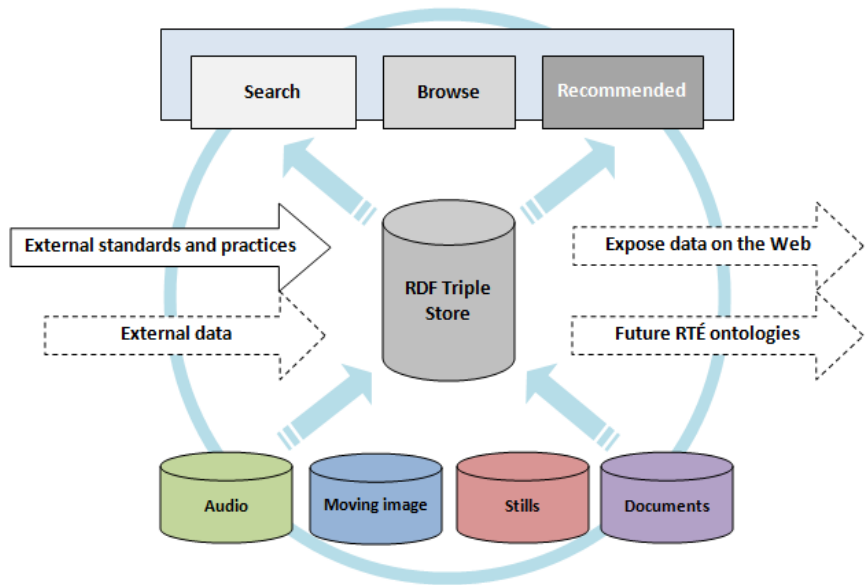 Search
Browse
Recommended
External standards and practices
Expose data on the Web
RDF Triple
Store
External data
Future RTÉ ontologies
Audio
Moving image
Stills
Documents